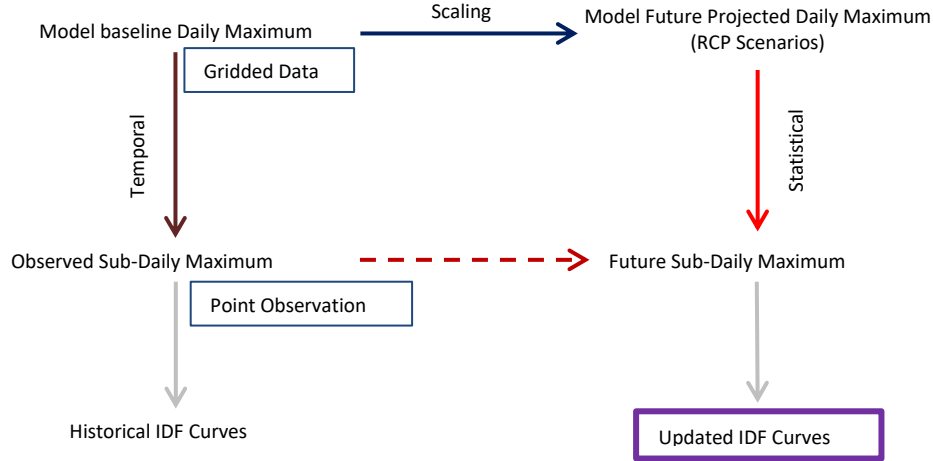 Scaling
Model baseline Daily Maximum
Model Future Projected Daily Maximum
(RCP Scenarios)
Gridded Data
Temporal
Statistical
Observed Sub-Daily Maximum
Future Sub-Daily Maximum
Point Observation
Historical IDF Curves
Updated IDF Curves